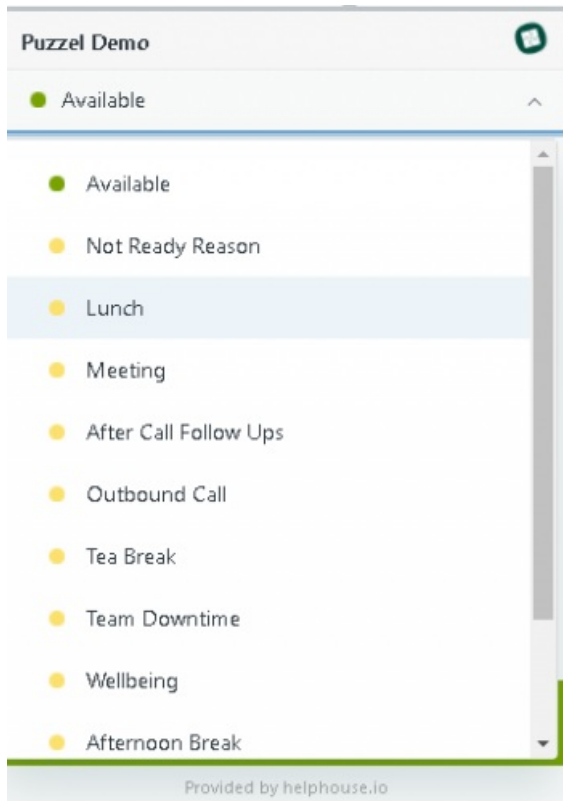 Puzzel Demo
Available
Available
Not Ready Reason
Lunch
Meeting
After Call Follow Ups
Outbound Call
Tea Break
Team Downtime
Wellbeing
Afternoon Break
Provided by helphouse.io